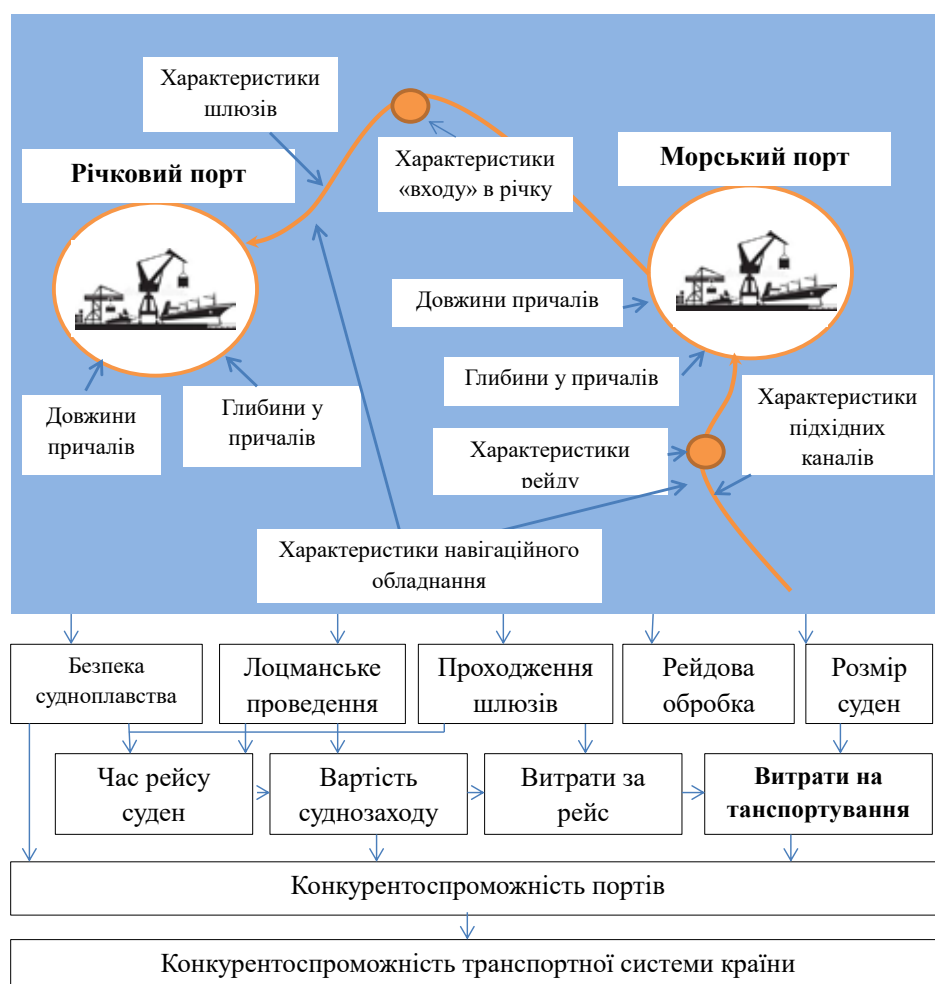 Характеристики
шлюзів
Річковий порт
Характеристики
«входу» в річку
Морський порт
Довжини причалів
Глибини у причалів
Довжини
причалів
Глибини у
причалів
Характеристики
рейду
Характеристики
підхідних
каналів
Характеристики навігаційного
обладнання
Безпека
судноплавства
Лоцманське
проведення
Проходження
шлюзів
Рейдова
обробка
Розмір
суден
Час рейсу
суден
Вартість
суднозаходу
Витрати за
рейс
Витрати на
танспортування
Конкурентоспроможність портів
Конкурентоспроможність транспортної системи країни